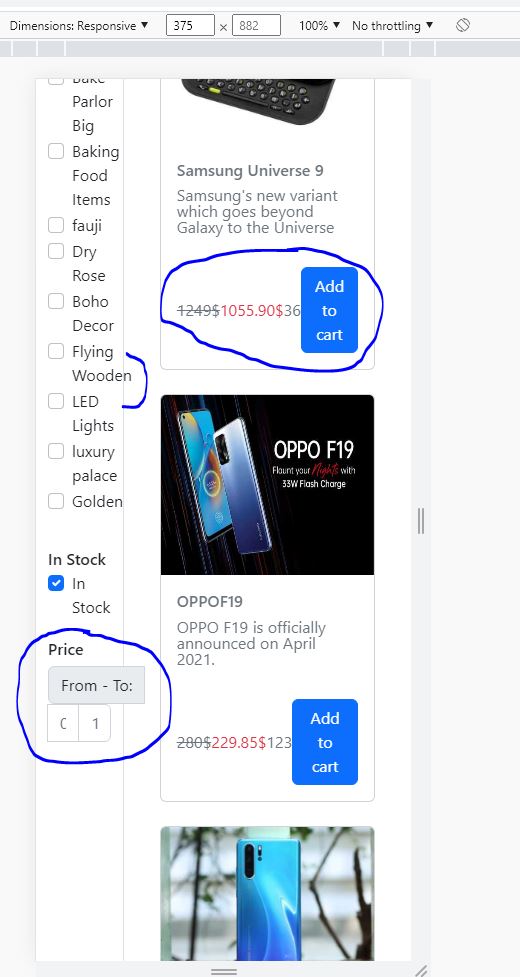 Dimensions: Responsive ▼ 375 × 882 100% ▼ No throttling ▼
Bake
Parlor
Big
Baking
Food
Items
fauji
Dry
Rose
Boho
Decor
Flying
Wooden
LED
Lights
luxury
palace
Golden
In Stock
In
Stock
Price
From - To:
1
Samsung Universe 9
Samsung's new variant
which goes beyond
Galaxy to the Universe
1249$1055.90$36
Add
to
cart
OPPO F19
Flaunt your Nights with
33W Flash Charge
OPPOF19
OPPO F19 is officially
announced on April
2021.
280$229.85$123
Add
to
cart